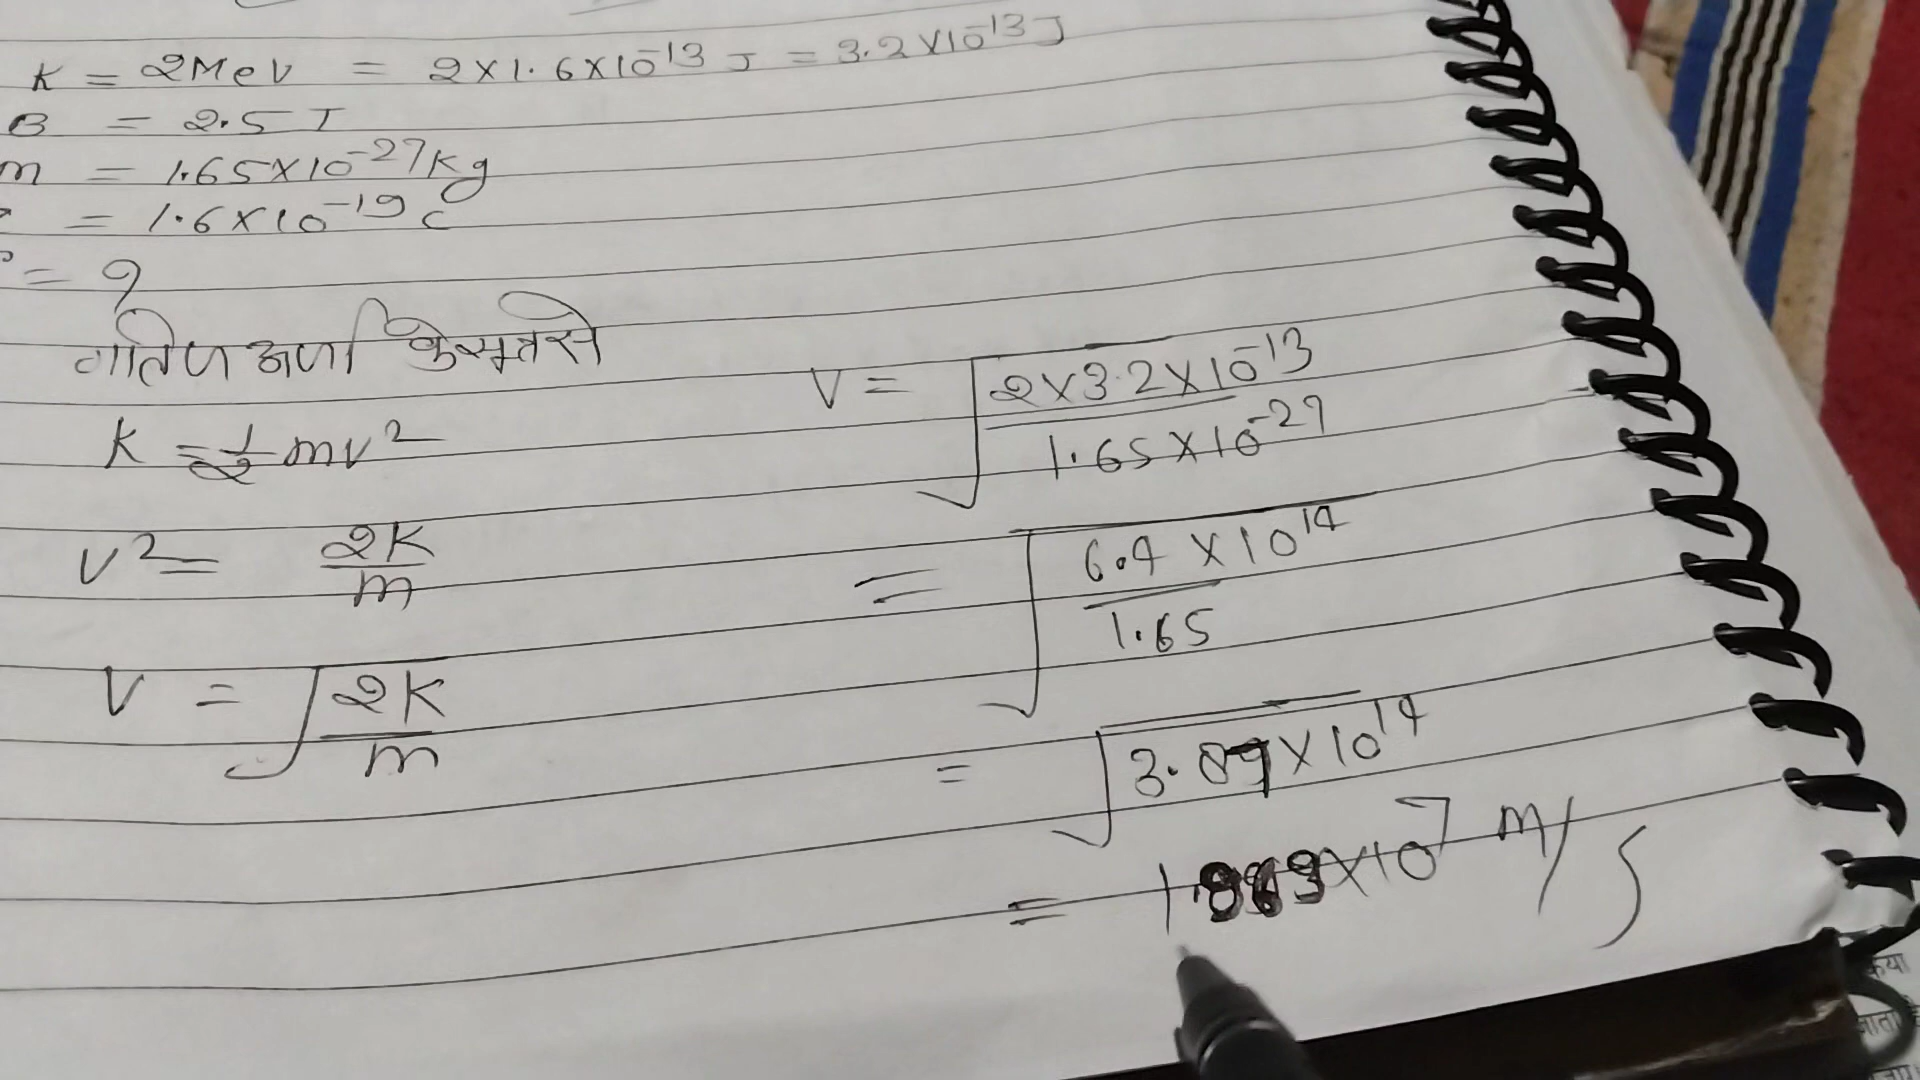 K = 2MeV = 2×1.6×10⁻¹³ J = 3.2×10⁻¹³ J
B = 2.5 T
m = 1.65×10⁻²⁷ Kg
= 1.6×10⁻¹⁹ C
= ?
गतिज ऊर्जा के सूत्र से
K = 1/2 mv²
v² = 2K/m
V = √(2K/m)
V = √(2×3.2×10⁻¹³/1.65×10⁻²⁷)
= √(6.4×10¹⁴/1.65)
= √(3.87×10¹⁴)
= ×10⁷ m/s